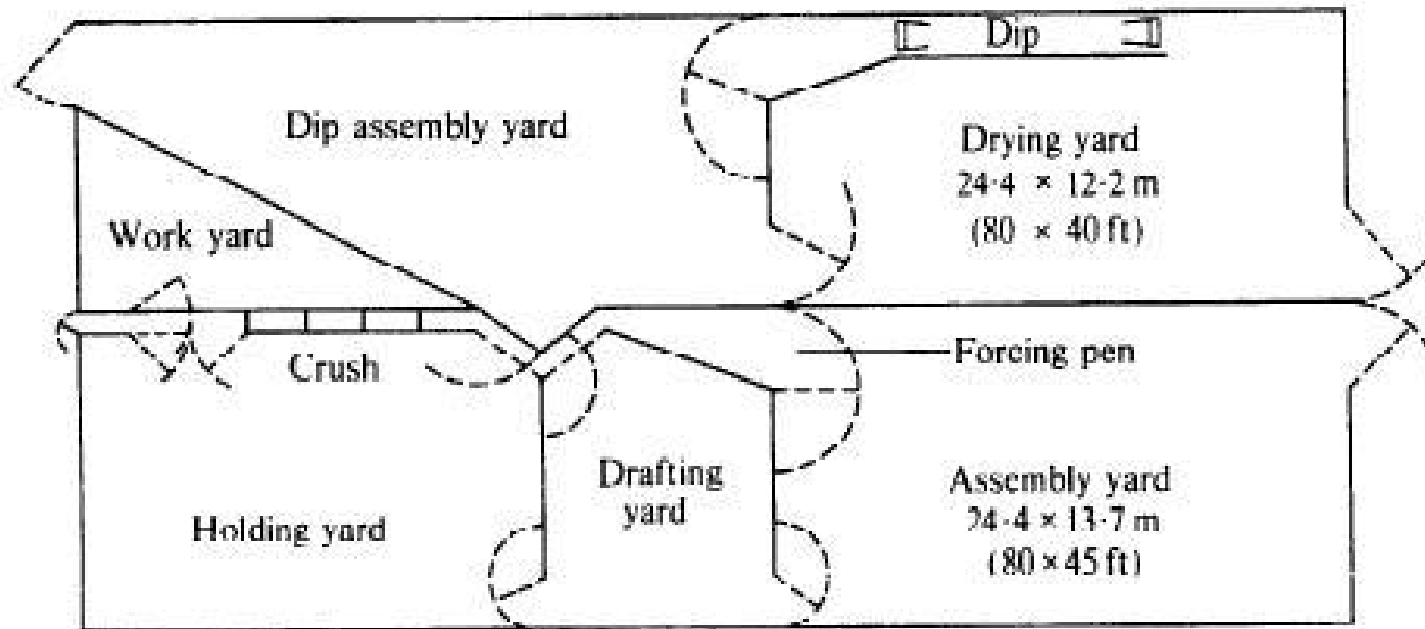 Dip
Dip assembly yard
Drying yard
24·4 × 12·2 m
(80 × 40 ft)
Work yard
Crush
Forcing pen
Drafting
yard
Holding yard
Assembly yard
24·4 × 13·7 m
(80 × 45 ft)